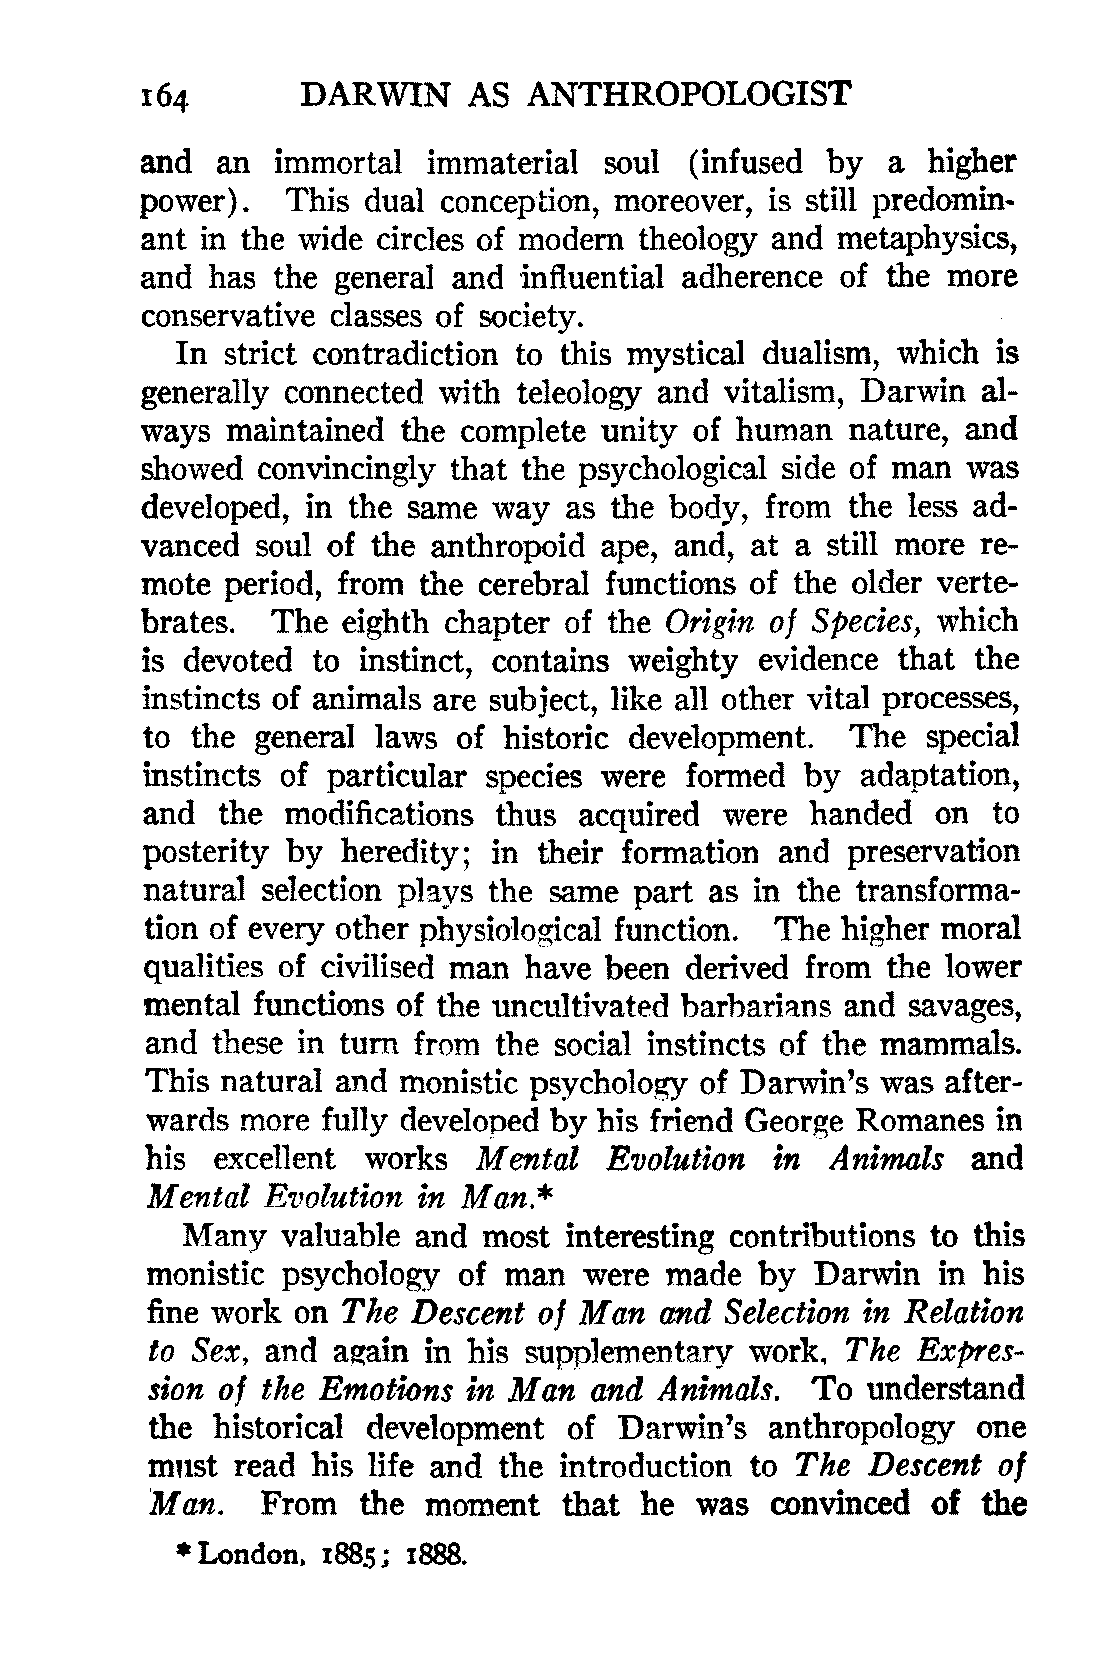 164 DARWIN AS ANTHROPOLOGIST
and an immortal immaterial soul (infused by a higher
power). This dual conception, moreover, is still predomin-
ant in the wide circles of modern theology and metaphysics,
and has the general and influential adherence of the more
conservative classes of society.
In strict contradiction to this mystical dualism, which is
generally connected with teleology and vitalism, Darwin al-
ways maintained the complete unity of human nature, and
showed convincingly that the psychological side of man was
developed, in the same way as the body, from the less ad-
vanced soul of the anthropoid ape, and, at a still more re-
mote period, from the cerebral functions of the older verte-
brates. The eighth chapter of the Origin of Species, which
is devoted to instinct, contains weighty evidence that the
instincts of animals are subject, like all other vital processes,
to the general laws of historic development. The special
instincts of particular species were formed by adaptation,
and the modifications thus acquired were handed on to
posterity by heredity; in their formation and preservation
natural selection plays the same part as in the transforma-
tion of every other physiological function. The higher moral
qualities of civilised man have been derived from the lower
mental functions of the uncultivated barbarians and savages,
and these in turn from the social instincts of the mammals.
This natural and monistic psychology of Darwin's was after-
wards more fully developed by his friend George Romanes in
his excellent works Mental Evolution in Animals and
Mental Evolution in Man.*
Many valuable and most interesting contributions to this
monistic psychology of man were made by Darwin in his
fine work on The Descent of Man and Selection in Relation
to Sex, and again in his supplementary work, The Expres-
sion of the Emotions in Man and Animals. To understand
the historical development of Darwin's anthropology one
must read his life and the introduction to The Descent of
Man. From the moment that he was convinced of the
* London, 1885; 1888.